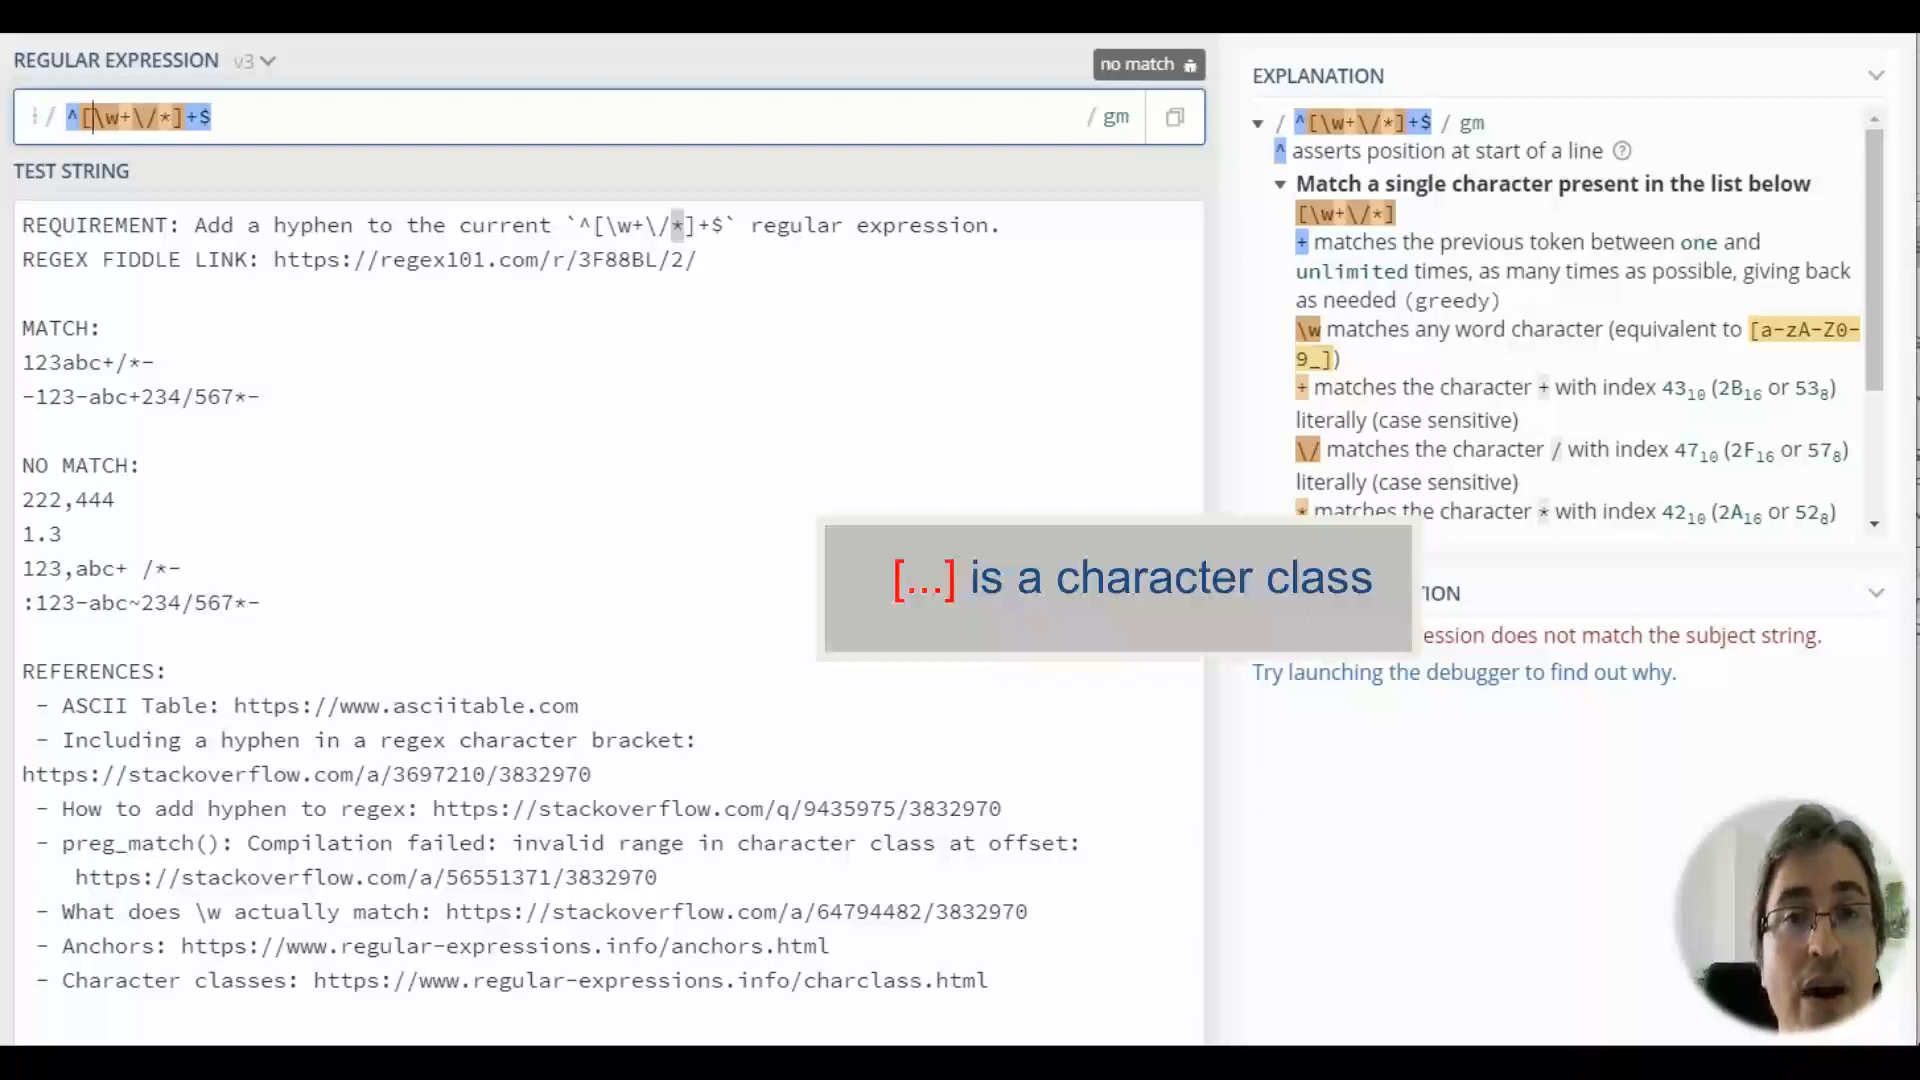 REGULAR EXPRESSION v3
no match
/ ^[\w+\/*]+$ / gm
TEST STRING
REQUIREMENT: Add a hyphen to the current `^[\w+\/*]+$` regular expression.
REGEX FIDDLE LINK: https://regex101.com/r/3F88BL/2/
MATCH:
123abc+/*-
-123-abc+234/567*-
NO MATCH:
222,444
1.3
123,abc+ /*-
:123-abc~234/567*-
REFERENCES:
- ASCII Table: https://www.asciitable.com
- Including a hyphen in a regex character bracket:
https://stackoverflow.com/a/3697210/3832970
- How to add hyphen to regex: https://stackoverflow.com/q/9435975/3832970
- preg_match(): Compilation failed: invalid range in character class at offset:
https://stackoverflow.com/a/56551371/3832970
- What does \w actually match: https://stackoverflow.com/a/64794482/3832970
- Anchors: https://www.regular-expressions.info/anchors.html
- Character classes: https://www.regular-expressions.info/charclass.html
[...] is a character class
EXPLANATION
/ ^[\w+\/*]+$ / gm
^ asserts position at start of a line
Match a single character present in the list below
[\w+\/*]
+ matches the previous token between one and
unlimited times, as many times as possible, giving back
as needed (greedy)
\w matches any word character (equivalent to [a-zA-Z0-
9_])
+ matches the character + with index 43₁₀ (2B₁₆ or 53₈)
literally (case sensitive)
\/ matches the character / with index 47₁₀ (2F₁₆ or 57₈)
literally (case sensitive)
* matches the character * with index 42₁₀ (2A₁₆ or 52₈)
ION
ession does not match the subject string.
Try launching the debugger to find out why.